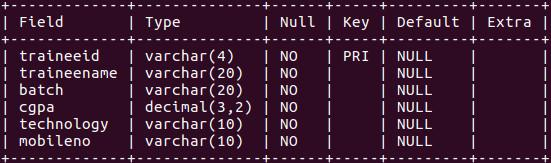 +-------------+--------------+------+-----+---------+-------+
| Field       | Type         | Null | Key | Default | Extra |
+-------------+--------------+------+-----+---------+-------+
| traineeid   | varchar(4)   | NO   | PRI | NULL    |       |
| traineename | varchar(20)  | NO   |     | NULL    |       |
| batch       | varchar(20)  | NO   |     | NULL    |       |
| cgpa        | decimal(3,2) | NO   |     | NULL    |       |
| technology  | varchar(10)  | NO   |     | NULL    |       |
| mobileno    | varchar(10)  | NO   |     | NULL    |       |
+-------------+--------------+------+-----+---------+-------+